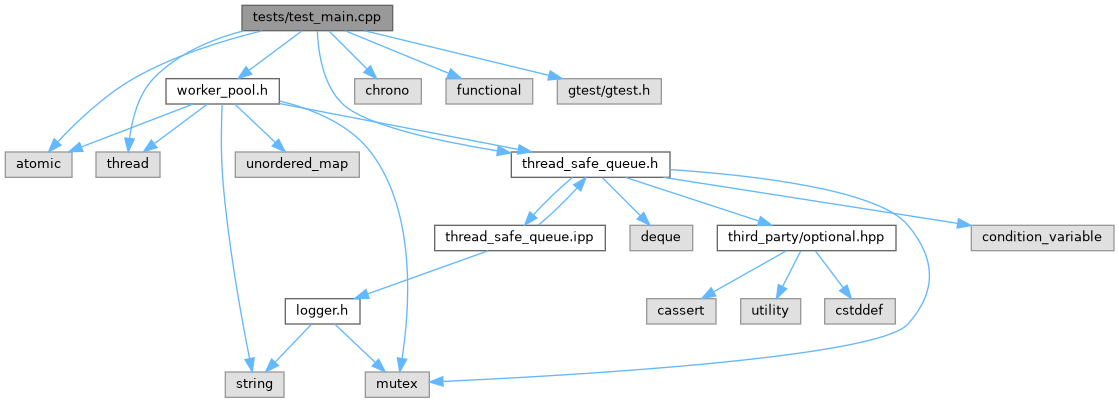 tests/test_main.cpp
worker_pool.h
chrono
functional
gtest/gtest.h
atomic
thread
unordered_map
thread_safe_queue.h
thread_safe_queue.ipp
deque
third_party/optional.hpp
condition_variable
logger.h
cassert
utility
cstddef
string
mutex